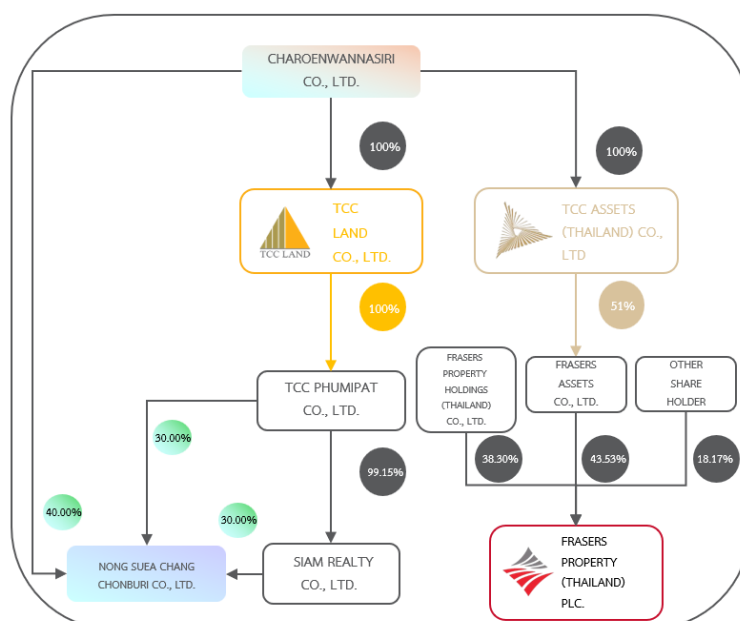 CHAROENWANNASIRI
CO., LTD.
100%
100%
TCC
LAND
CO., LTD.
TCC LAND
TCC ASSETS
(THAILAND) CO.,
LTD
100%
51%
TCC PHUMIPAT
CO., LTD.
FRASERS
PROPERTY
HOLDINGS
(THAILAND)
CO., LTD.
FRASERS
ASSETS
CO., LTD.
OTHER
SHARE
HOLDER
30.00%
99.15%
38.30%
43.53%
18.17%
40.00%
30.00%
NONG SUEA CHANG
CHONBURI CO., LTD.
SIAM REALTY
CO., LTD.
FRASERS
PROPERTY
(THAILAND)
PLC.